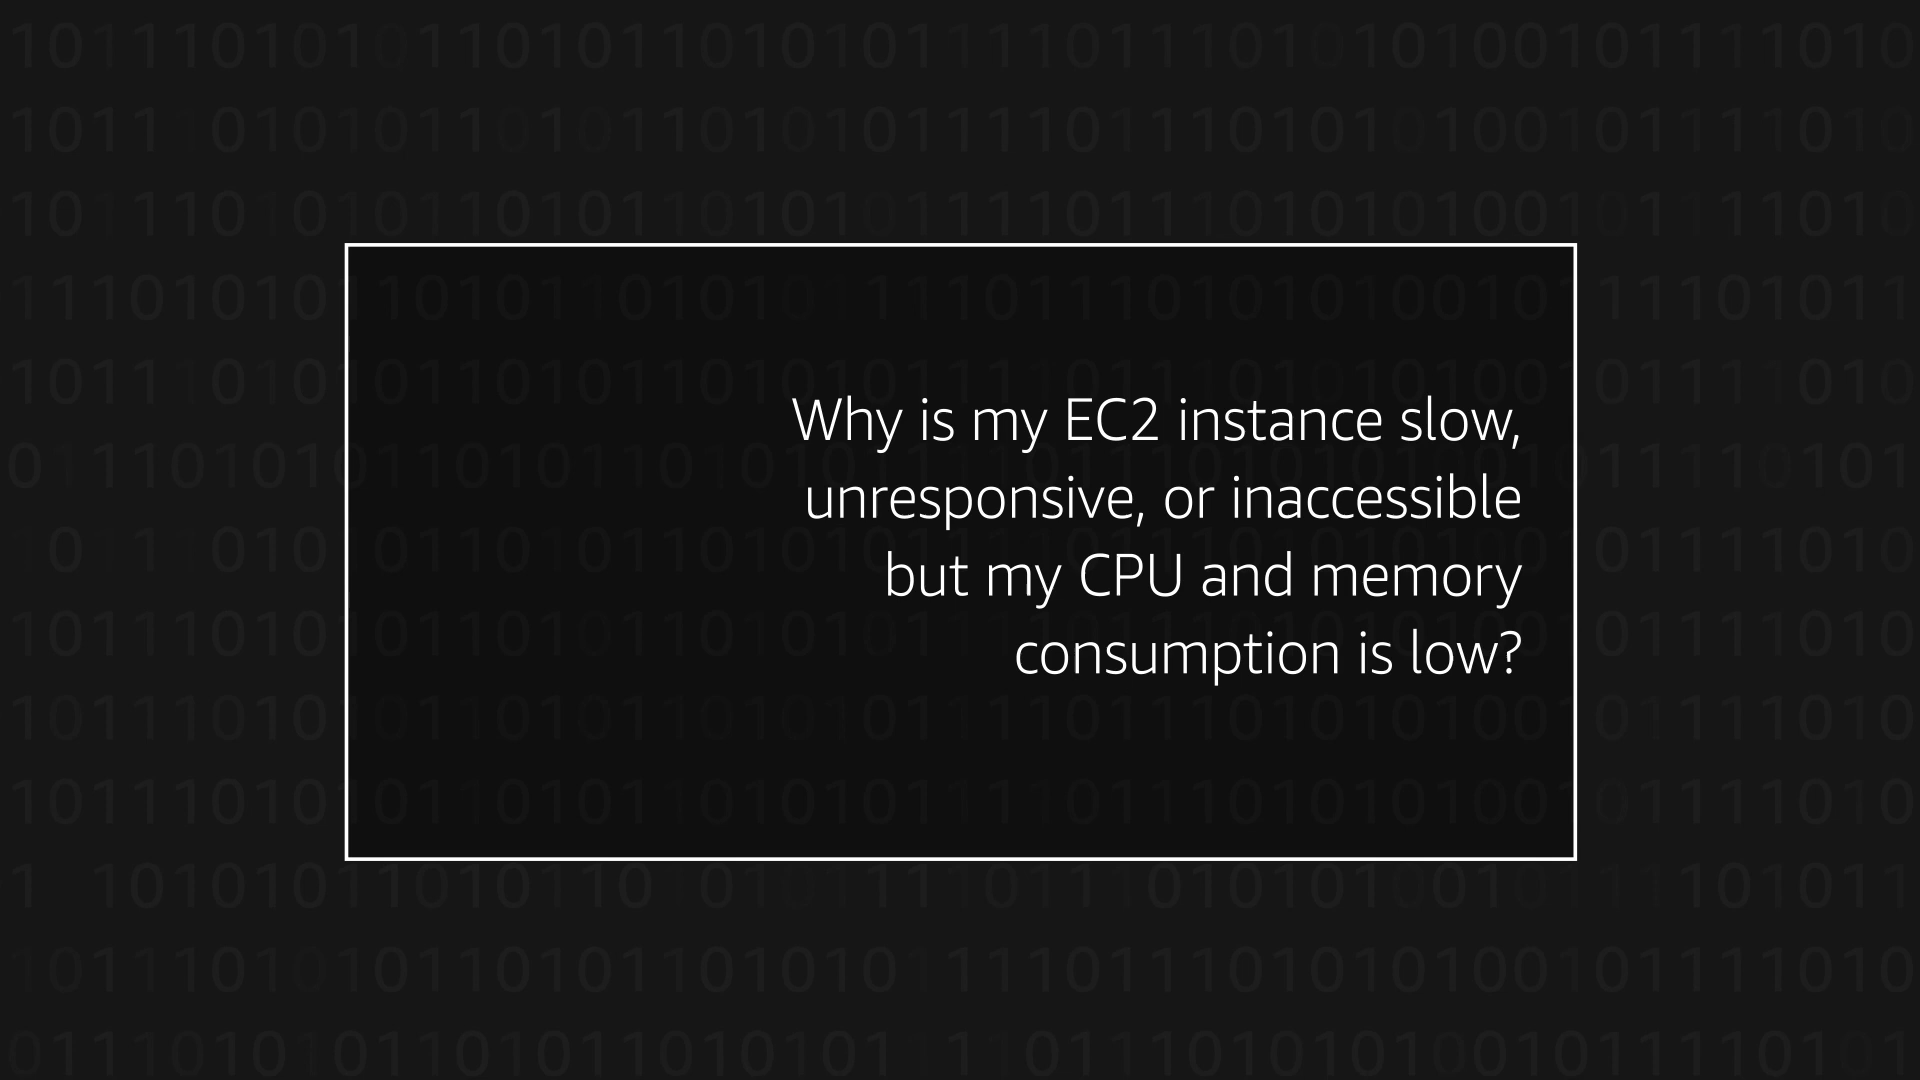 Why is my EC2 instance slow,
unresponsive, or inaccessible
but my CPU and memory
consumption is low?